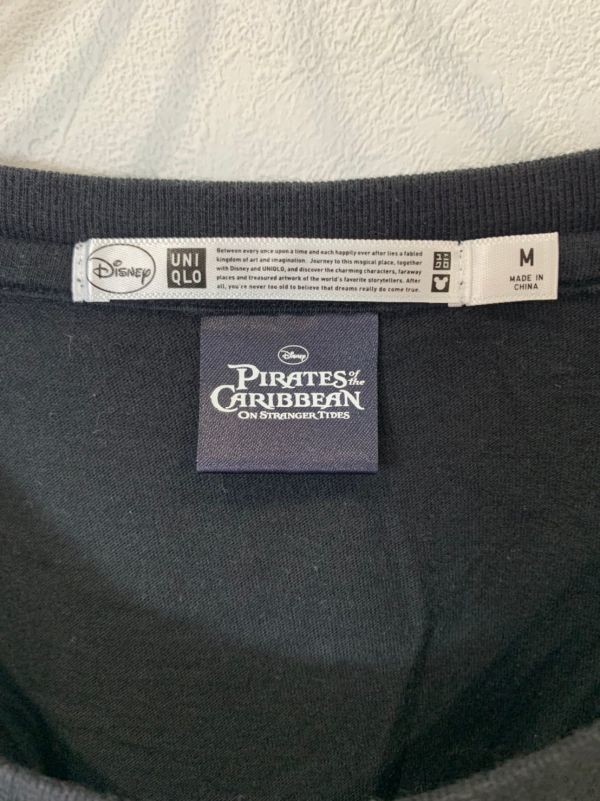 Disney
UNI
QLO
Between every once upon a time and each happily ever after lies a fabled
kingdom of art and imagination. Journey to this magical place, together
with Disney and UNIQLO, and discover the charming characters, faraway
places and treasured artwork of the world's favorite storytellers. After
all, you're never too old to believe that dreams really do come true.
M
MADE IN
CHINA
Disney
PIRATES of the
CARIBBEAN
ON STRANGER TIDES